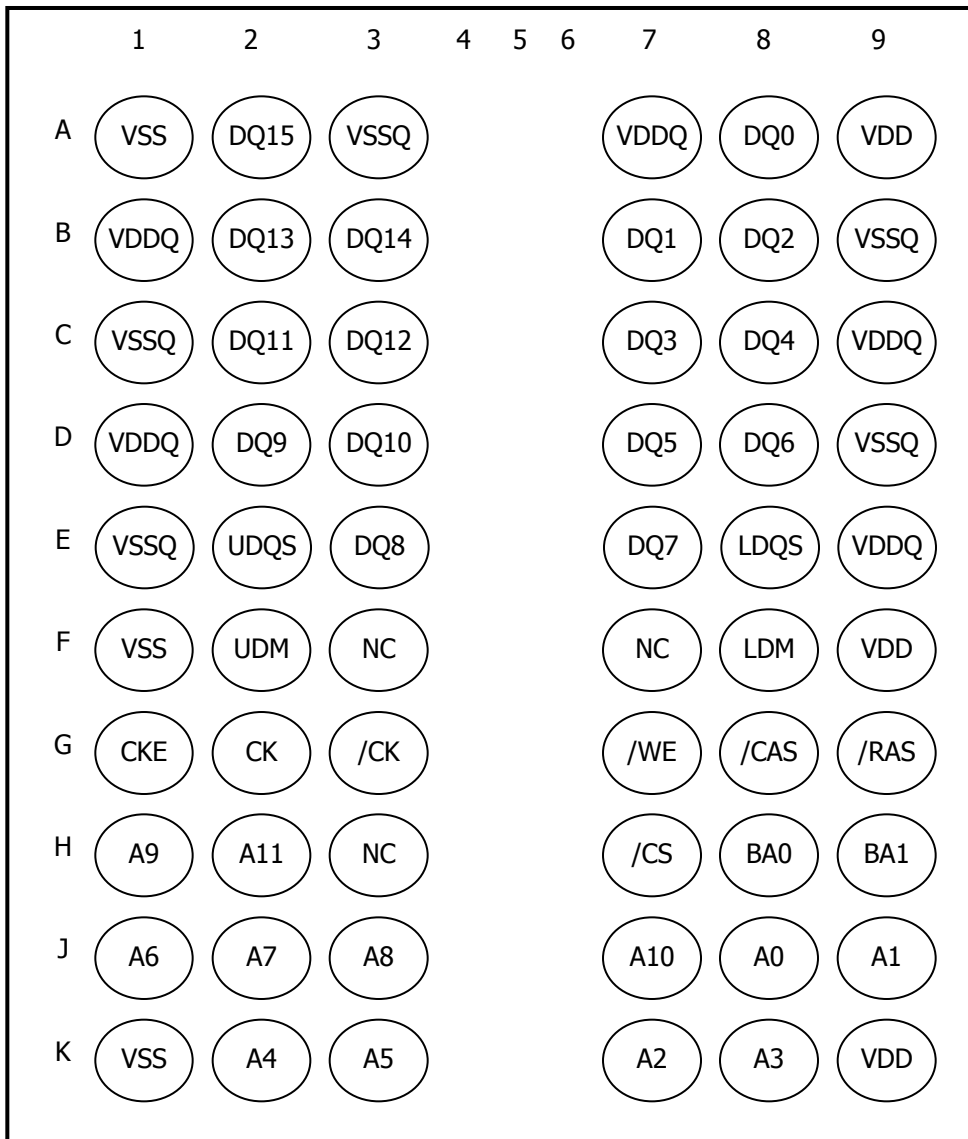 1 2 3 4 5 6 7 8 9
A VSS DQ15 VSSQ VDDQ DQ0 VDD
B VDDQ DQ13 DQ14 DQ1 DQ2 VSSQ
C VSSQ DQ11 DQ12 DQ3 DQ4 VDDQ
D VDDQ DQ9 DQ10 DQ5 DQ6 VSSQ
E VSSQ UDQS DQ8 DQ7 LDQS VDDQ
F VSS UDM NC NC LDM VDD
G CKE CK /CK /WE /CAS /RAS
H A9 A11 NC /CS BA0 BA1
J A6 A7 A8 A10 A0 A1
K VSS A4 A5 A2 A3 VDD